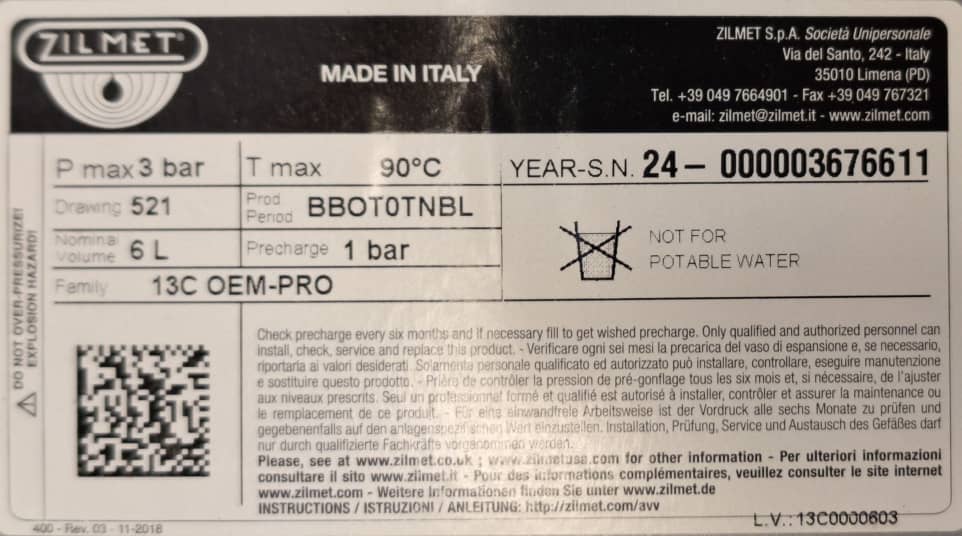 ZILMET®
MADE IN ITALY
ZILMET S.p.A. Società Unipersonale
Via del Santo, 242 - Italy
35010 Limena (PD)
Tel. +39 049 7664901 - Fax +39 049 767321
e-mail: zilmet@zilmet.it - www.zilmet.com
P max 3 bar
T max 90°C
YEAR-S.N. 24- 000003676611
Drawing 521
Prod Period BBOT0TNBL
Nominal Volume 6 L
Precharge 1 bar
NOT FOR
POTABLE WATER
Family 13C OEM-PRO
DO NOT OVER-PRESSURIZE!
EXPLOSION HAZARD!
Check precharge every six months and if necessary fill to get wished precharge. Only qualified and authorized personnel can
install, check, service and replace this product. - Verificare ogni sei mesi la precarica del vaso di espansione e, se necessario,
riportarla ai valori desiderati. Solamente personale qualificato ed autorizzato può installare, controllare, eseguire manutenzione
e sostituire questo prodotto. - Prière de contrôler la pression de pré-gonflage tous les six mois et, si nécessaire, de l'ajuster
aux niveaux prescrits. Seul un professionnel formé et qualifié est autorisé à installer, contrôler et assurer la maintenance ou
le remplacement de ce produit. - Für eine einwandfreie Arbeitsweise ist der Vordruck alle sechs Monate zu prüfen und
gegebenenfalls auf den anlagenspezifischen Wert einzustellen. Installation, Prüfung, Service und Austausch des Gefäßes darf
nur durch qualifizierte Fachkräfte vorgenommen werden.
Please, see at www.zilmet.co.uk ; www.zilmetusa.com for other information - Per ulteriori informazioni
consultare il sito www.zilmet.it - Pour des informations complémentaires, veuillez consulter le site internet
www.zilmet.com - Weitere Informationen finden Sie unter www.zilmet.de
INSTRUCTIONS / ISTRUZIONI / ANLEITUNG: http://zilmet.com/avv
400 - Rev. 03 - 11-2018
L.V.: 13C0000603